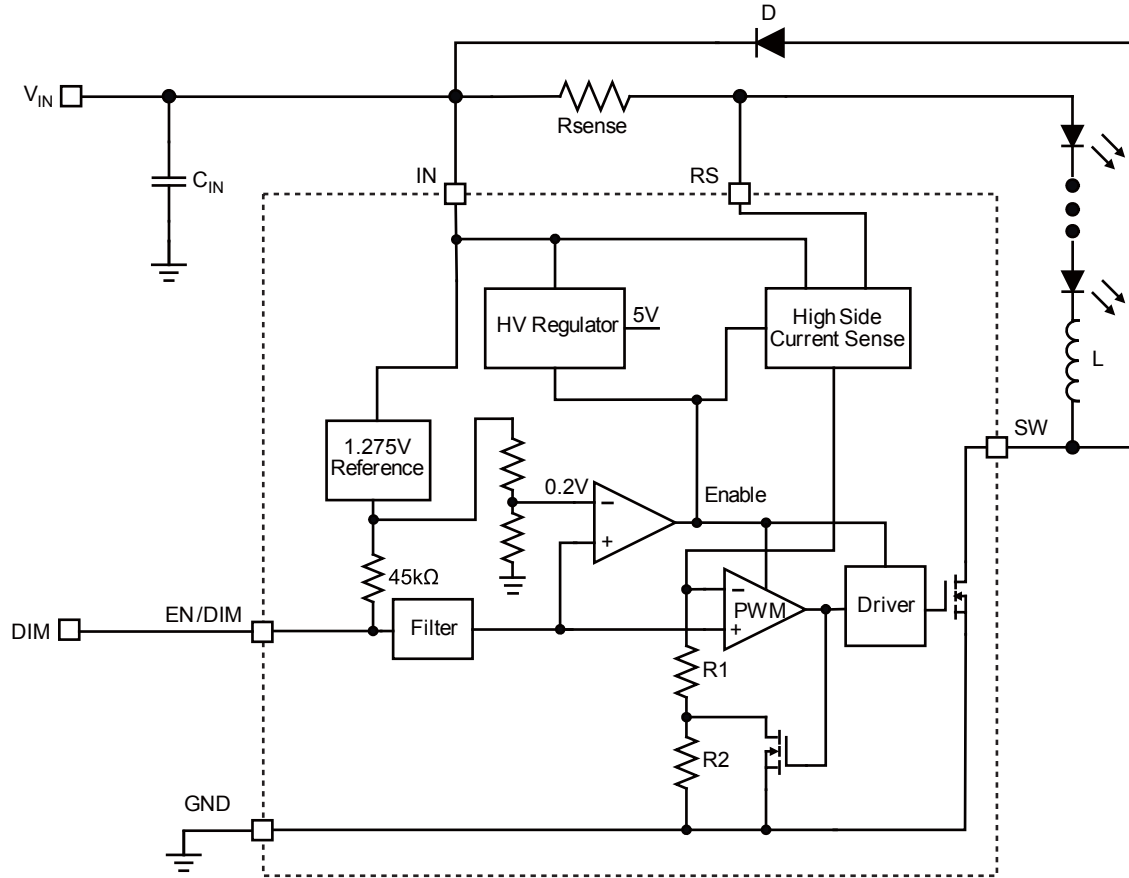 D
VIN
Rsense
CIN
IN
RS
HV Regulator
5V
High Side
Current Sense
L
1.275V
Reference
SW
0.2V
−
+
Enable
45kΩ
−
PWM
+
Driver
EN/DIM
DIM
Filter
R1
R2
GND